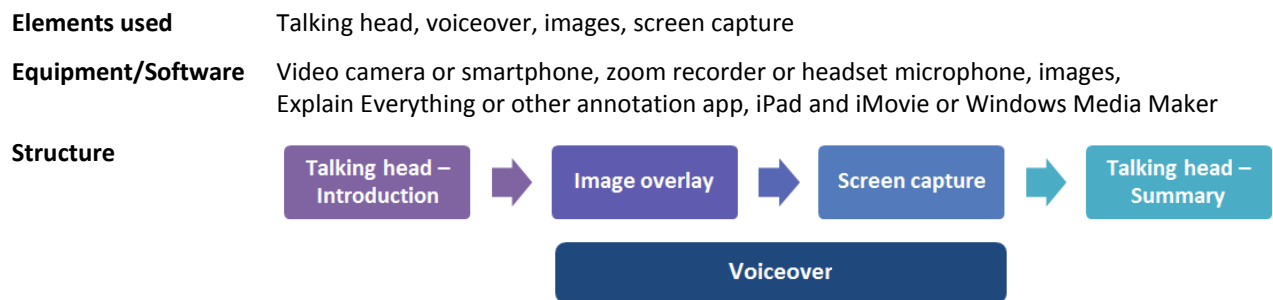 Elements used Talking head, voiceover, images, screen capture
Equipment/Software Video camera or smartphone, zoom recorder or headset microphone, images,
Explain Everything or other annotation app, iPad and iMovie or Windows Media Maker
Structure
Talking head –
Introduction
Image overlay
Screen capture
Talking head –
Summary
Voiceover